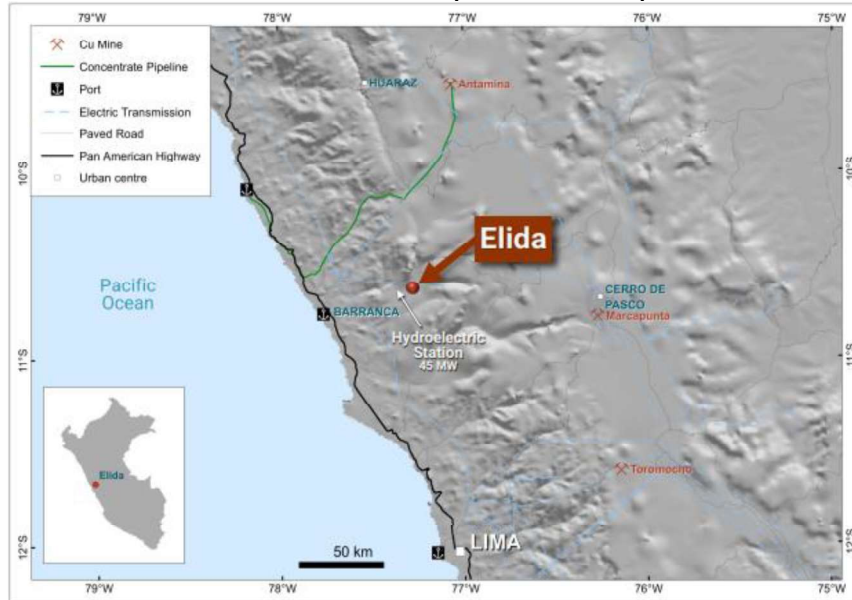 79°W
78°W
77°W
76°W
75°W
Cu Mine
Concentrate Pipeline
Port
Electric Transmission
Paved Road
Pan American Highway
Urban centre
HUARAZ
Antamina
10°S
10°S
Elida
Pacific
Ocean
CERRO DE
PASCO
BARRANCA
Marcapunta
Hydroelectric
Station
45 MW
11°S
11°S
Elida
Toromocho
LIMA
50 km
12°S
12°S
79°W
78°W
77°W
76°W
75°W